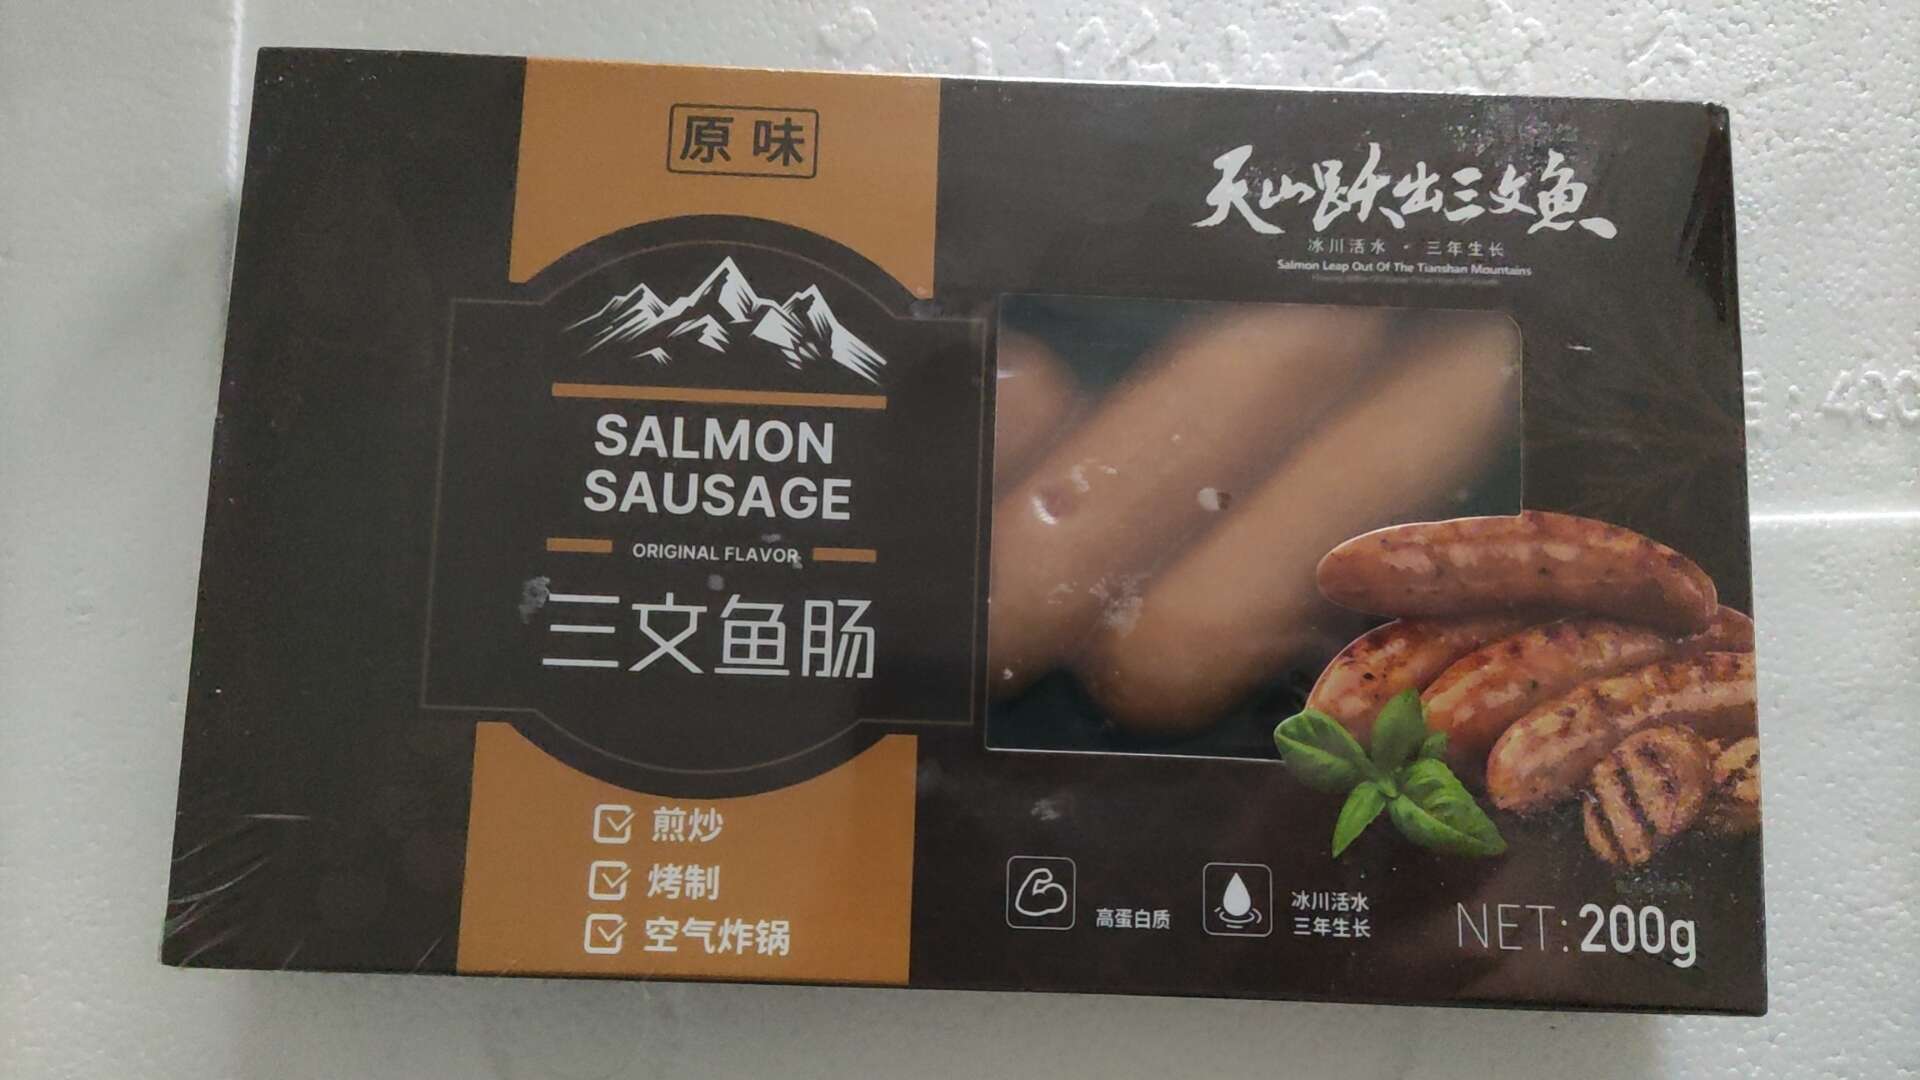 原味
SALMON
SAUSAGE
ORIGINAL FLAVOR
三文鱼肠
煎炒
烤制
空气炸锅
天山跃出三文魚
冰川活水·三年生长
Salmon Leap Out Of The Tianshan Mountains
高蛋白质
冰川活水
三年生长
NET:200g